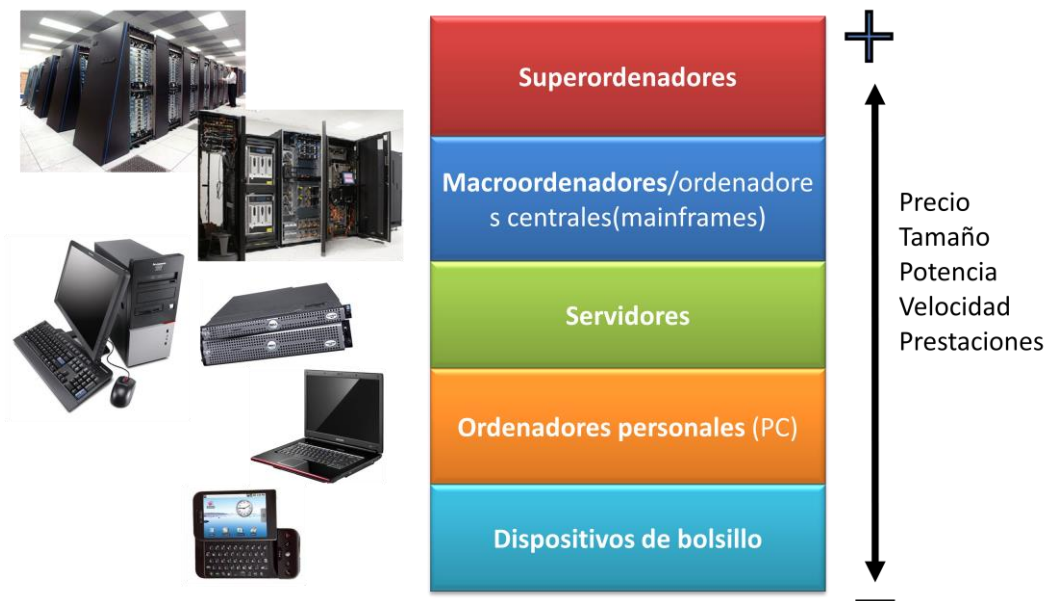 Superordenadores
Macroordenadores/ordenadore
s centrales(mainframes)
Servidores
Ordenadores personales (PC)
Dispositivos de bolsillo
+
Precio
Tamaño
Potencia
Velocidad
Prestaciones